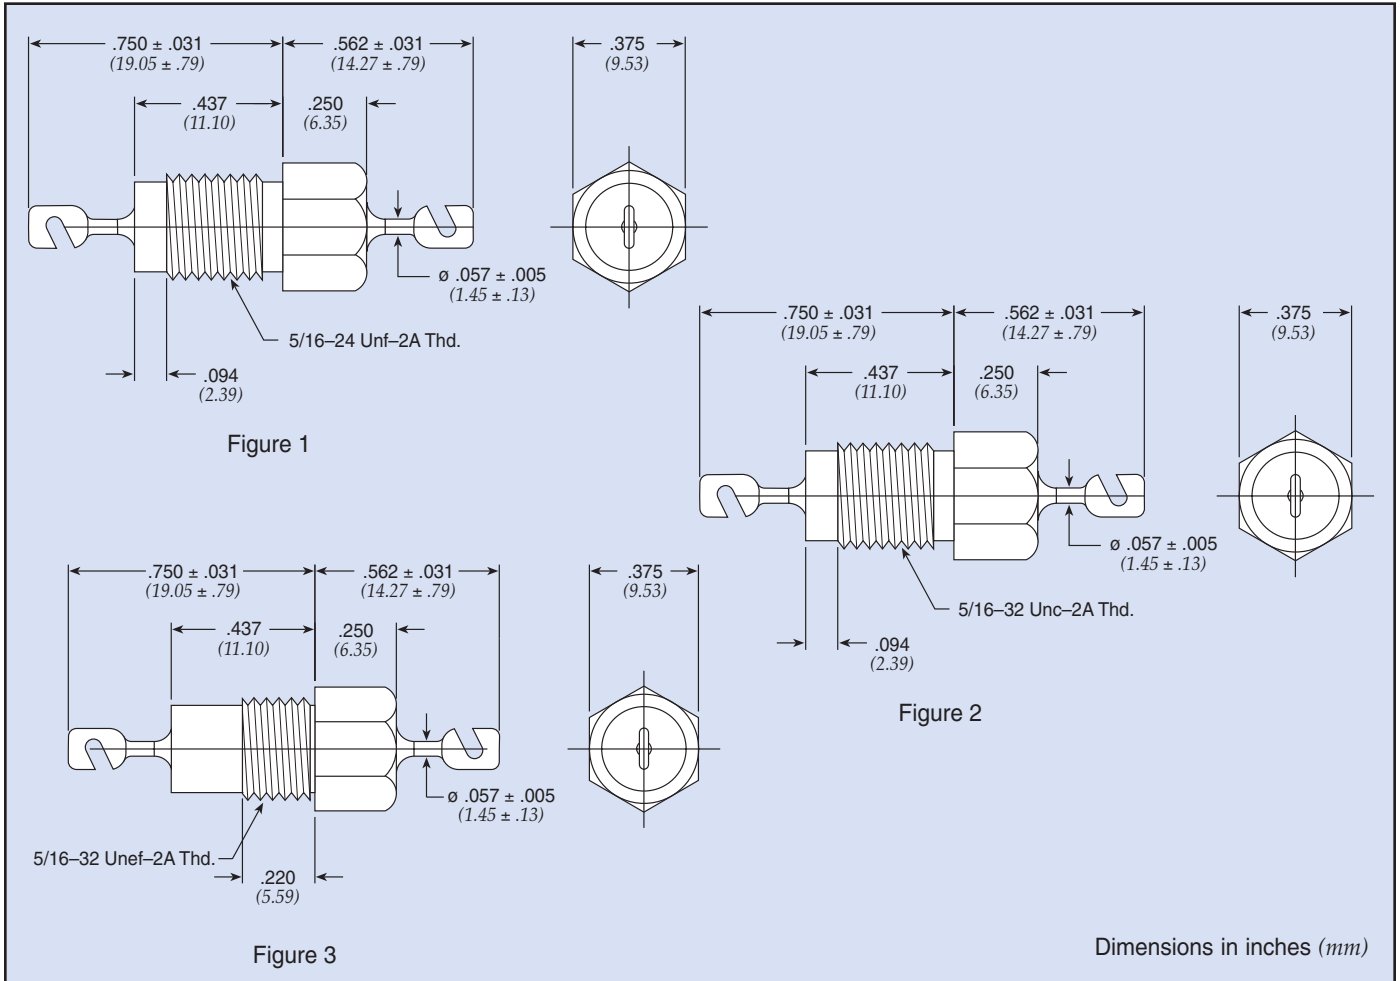 .750 ± .031
(19.05 ± .79)
.562 ± .031
(14.27 ± .79)
.375
(9.53)
.437
(11.10)
.250
(6.35)
ø .057 ± .005
(1.45 ± .13)
5/16–24 Unf–2A Thd.
.094
(2.39)
Figure 1
.750 ± .031
(19.05 ± .79)
.562 ± .031
(14.27 ± .79)
.375
(9.53)
.437
(11.10)
.250
(6.35)
ø .057 ± .005
(1.45 ± .13)
5/16–32 Unc–2A Thd.
.094
(2.39)
Figure 2
.750 ± .031
(19.05 ± .79)
.562 ± .031
(14.27 ± .79)
.375
(9.53)
.437
(11.10)
.250
(6.35)
ø .057 ± .005
(1.45 ± .13)
5/16–32 Unef–2A Thd.
.220
(5.59)
Figure 3
Dimensions in inches (mm)